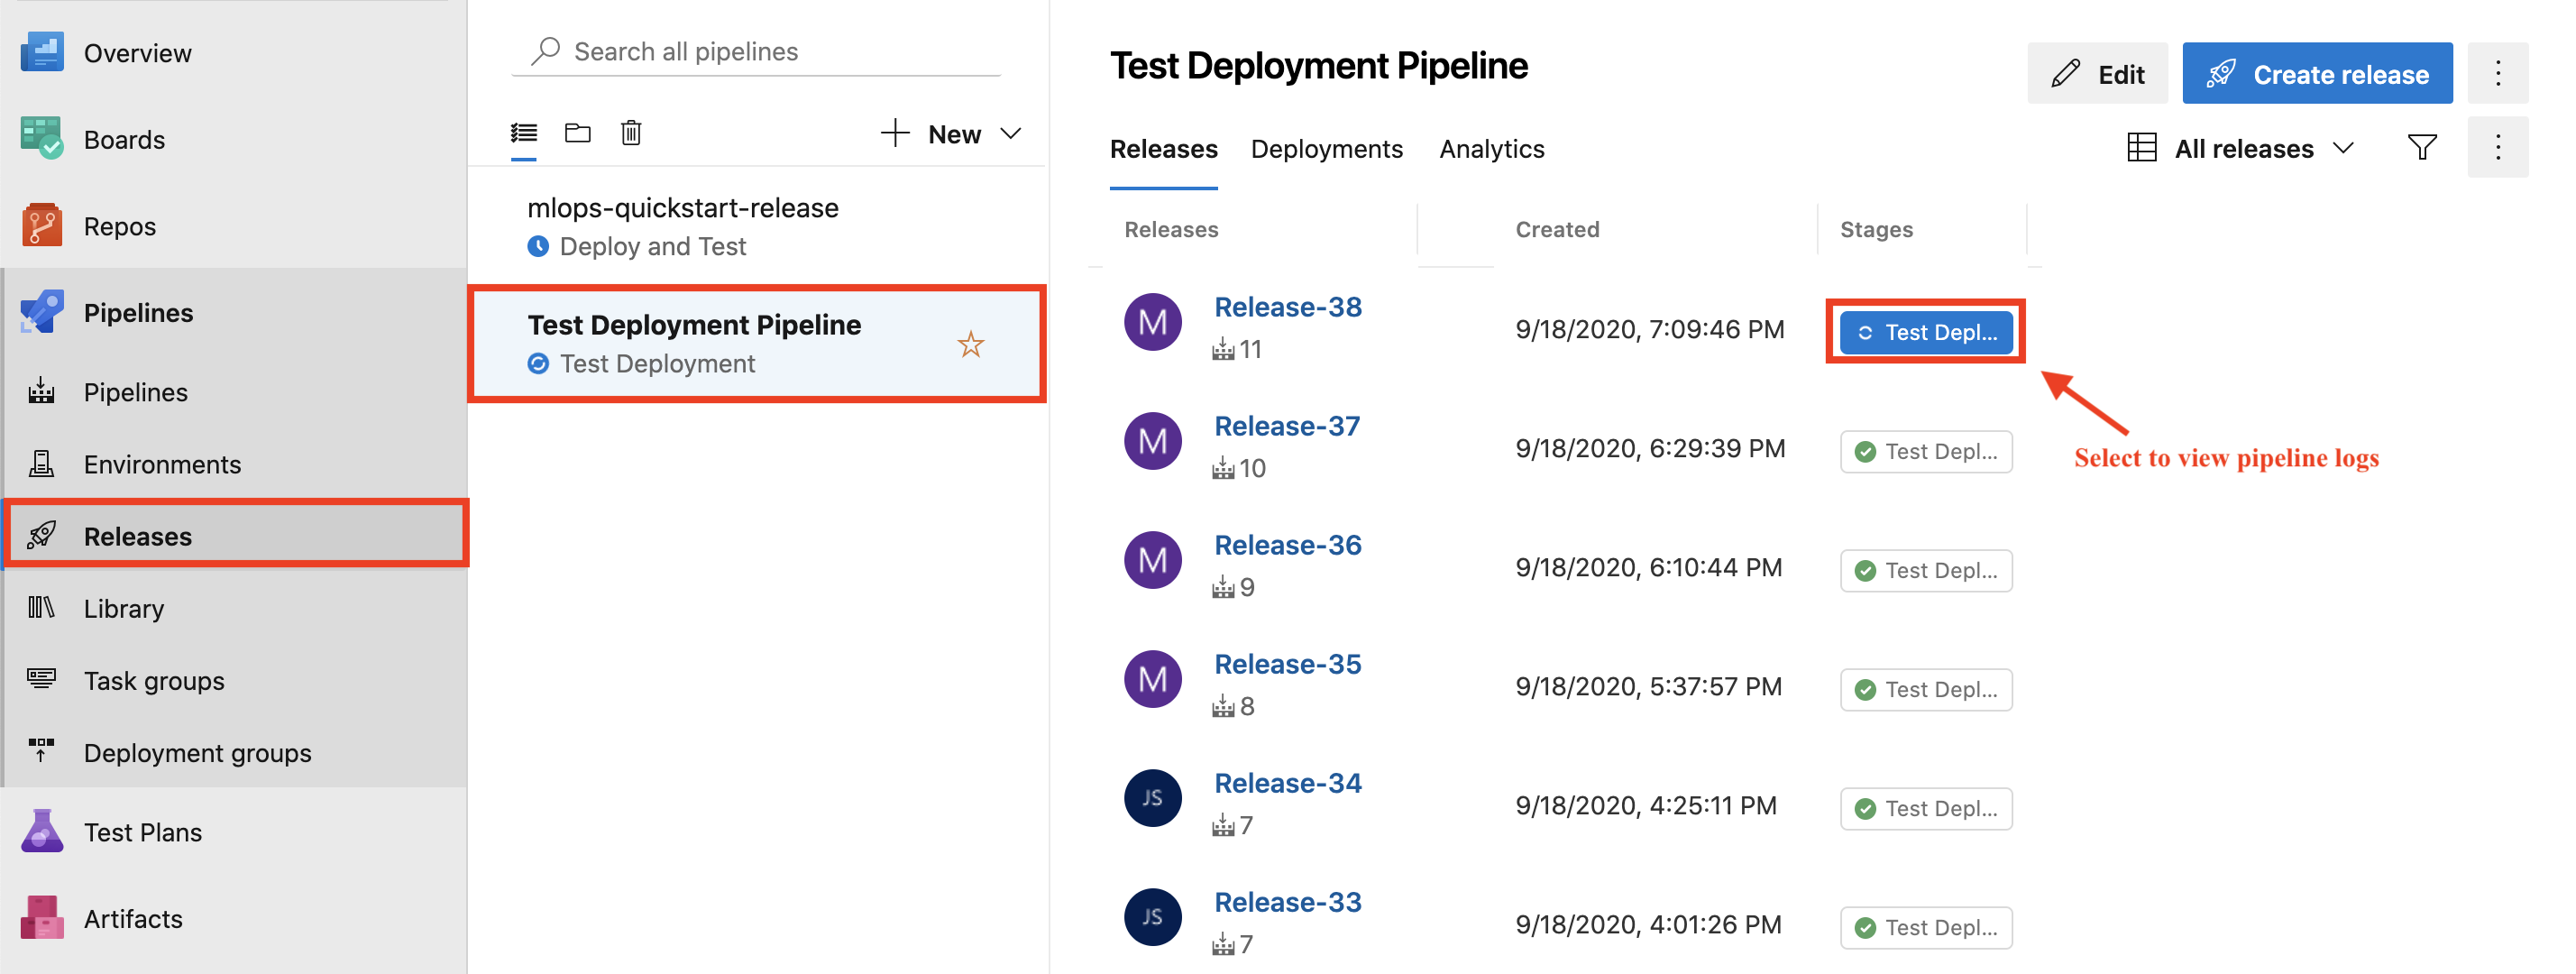 Overview
Boards
Repos
Pipelines
Pipelines
Environments
Releases
Library
Task groups
Deployment groups
Test Plans
Artifacts
Search all pipelines
New
mlops-quickstart-release
Deploy and Test
Test Deployment Pipeline
Test Deployment
Test Deployment Pipeline
Edit
Create release
Releases Deployments Analytics
All releases
Releases Created Stages
M Release-38 9/18/2020, 7:09:46 PM Test Depl...
11
Select to view pipeline logs
M Release-37 9/18/2020, 6:29:39 PM Test Depl...
10
M Release-36 9/18/2020, 6:10:44 PM Test Depl...
9
M Release-35 9/18/2020, 5:37:57 PM Test Depl...
8
JS Release-34 9/18/2020, 4:25:11 PM Test Depl...
7
JS Release-33 9/18/2020, 4:01:26 PM Test Depl...
7